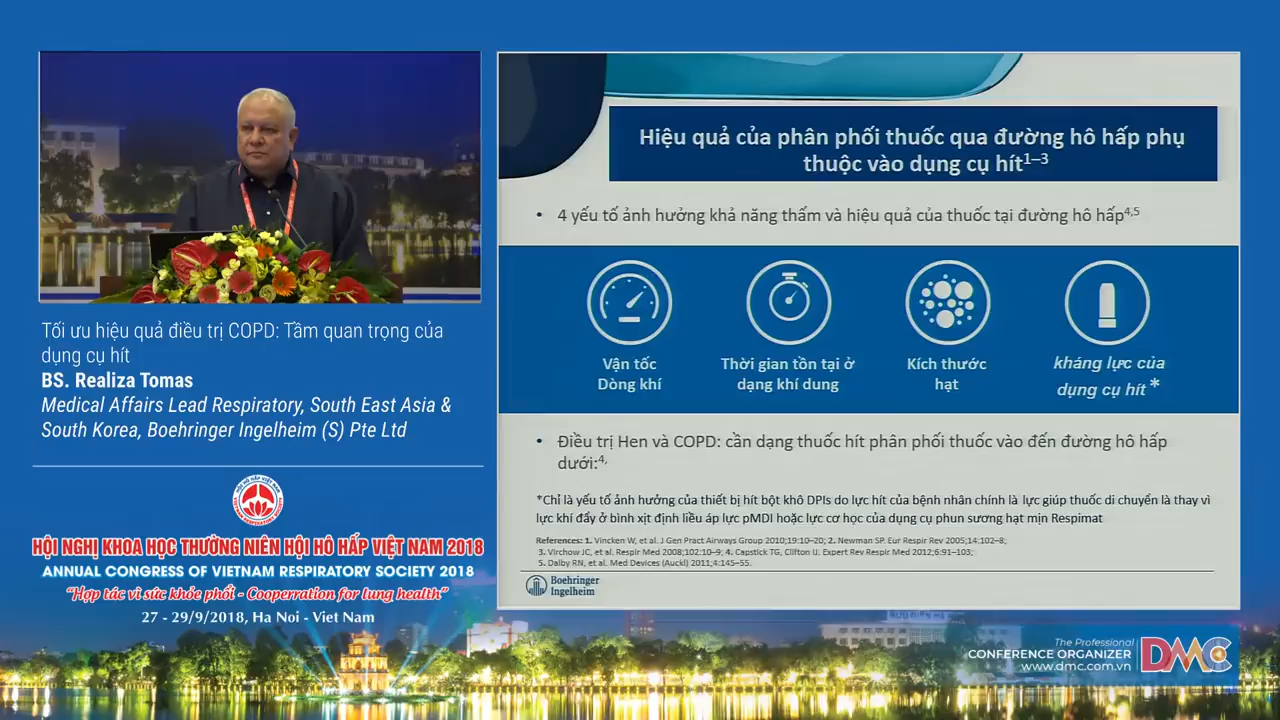 Tối ưu hiệu quả điều trị COPD: Tầm quan trọng của
dụng cụ hít
BS. Realiza Tomas
Medical Affairs Lead Respiratory, South East Asia &
South Korea, Boehringer Ingelheim (S) Pte Ltd
HỘI NGHỊ KHOA HỌC THƯỜNG NIÊN HỘI HÔ HẤP VIỆT NAM 2018
ANNUAL CONGRESS OF VIETNAM RESPIRATORY SOCIETY 2018
“Hợp tác vì sức khỏe phổi - Cooperration for lung health”
27 - 29/9/2018, Ha Noi - Viet Nam
Hiệu quả của phân phối thuốc qua đường hô hấp phụ
thuộc vào dụng cụ hít1–3
• 4 yếu tố ảnh hưởng khả năng thấm và hiệu quả của thuốc tại đường hô hấp4,5
Vận tốc
Dòng khí
Thời gian tồn tại ở
dạng khí dung
Kích thước
hạt
kháng lực của
dụng cụ hít *
• Điều trị Hen và COPD: cần dạng thuốc hít phân phối thuốc vào đến đường hô hấp
dưới:4,
*Chỉ là yếu tố ảnh hưởng của thiết bị hít bột khô DPIs do lực hít của bệnh nhân chính là lực giúp thuốc di chuyển là thay vì
lực khí đẩy ở bình xịt định liều áp lực pMDI hoặc lực cơ học của dụng cụ phun sương hạt mịn Respimat
References: 1. Vincken W, et al. J Gen Pract Airways Group 2010;19:10–20; 2. Newman SP. Eur Respir Rev 2005;14:102–8;
3. Virchow JC, et al. Respir Med 2008;102:10–9; 4. Capstick TG, Clifton IJ. Expert Rev Respir Med 2012;6:91–103;
5. Dalby RN, et al. Med Devices (Auckl) 2011;4:145–55.
Boehringer
Ingelheim
The Professional
CONFERENCE ORGANIZER
www.dmc.com.vn
DMC